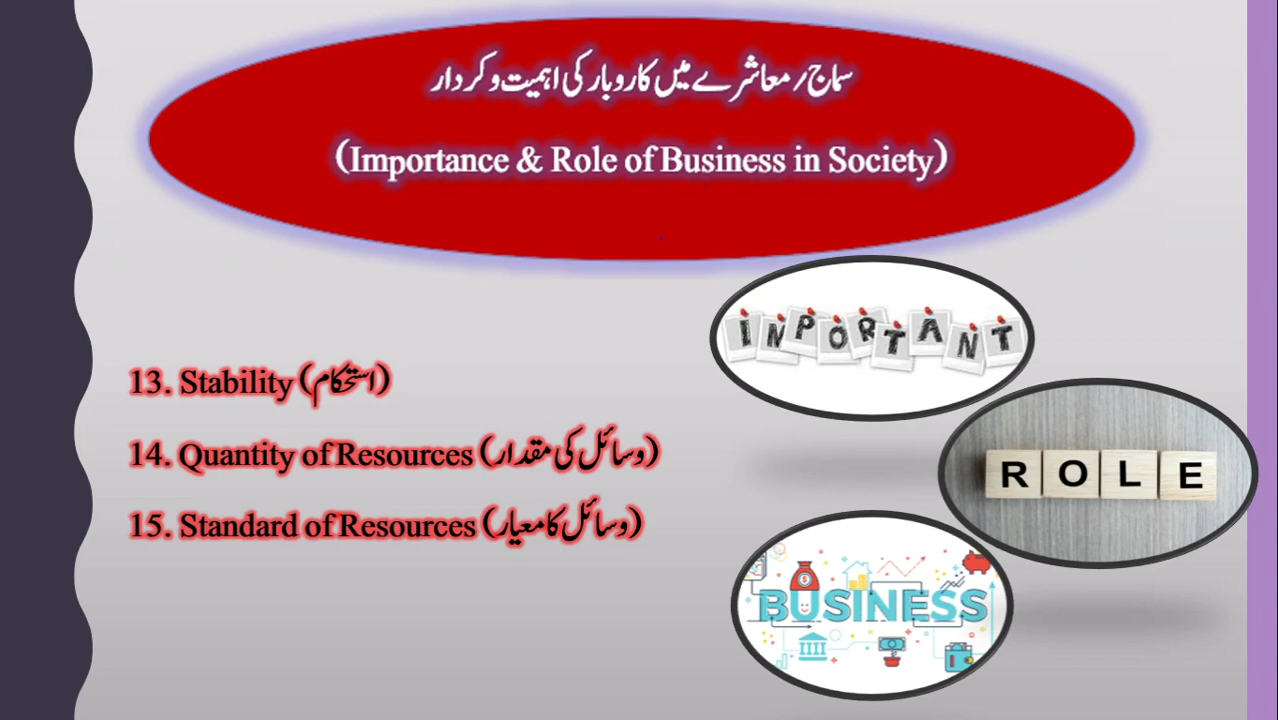 سماج / معاشرے میں کاروبار کی اہمیت و کردار
(Importance & Role of Business in Society)
IMPORTANT
13. Stability (استحکام)
ROLE
14. Quantity of Resources (وسائل کی مقدار)
15. Standard of Resources (وسائل کا معیار)
BUSINESS